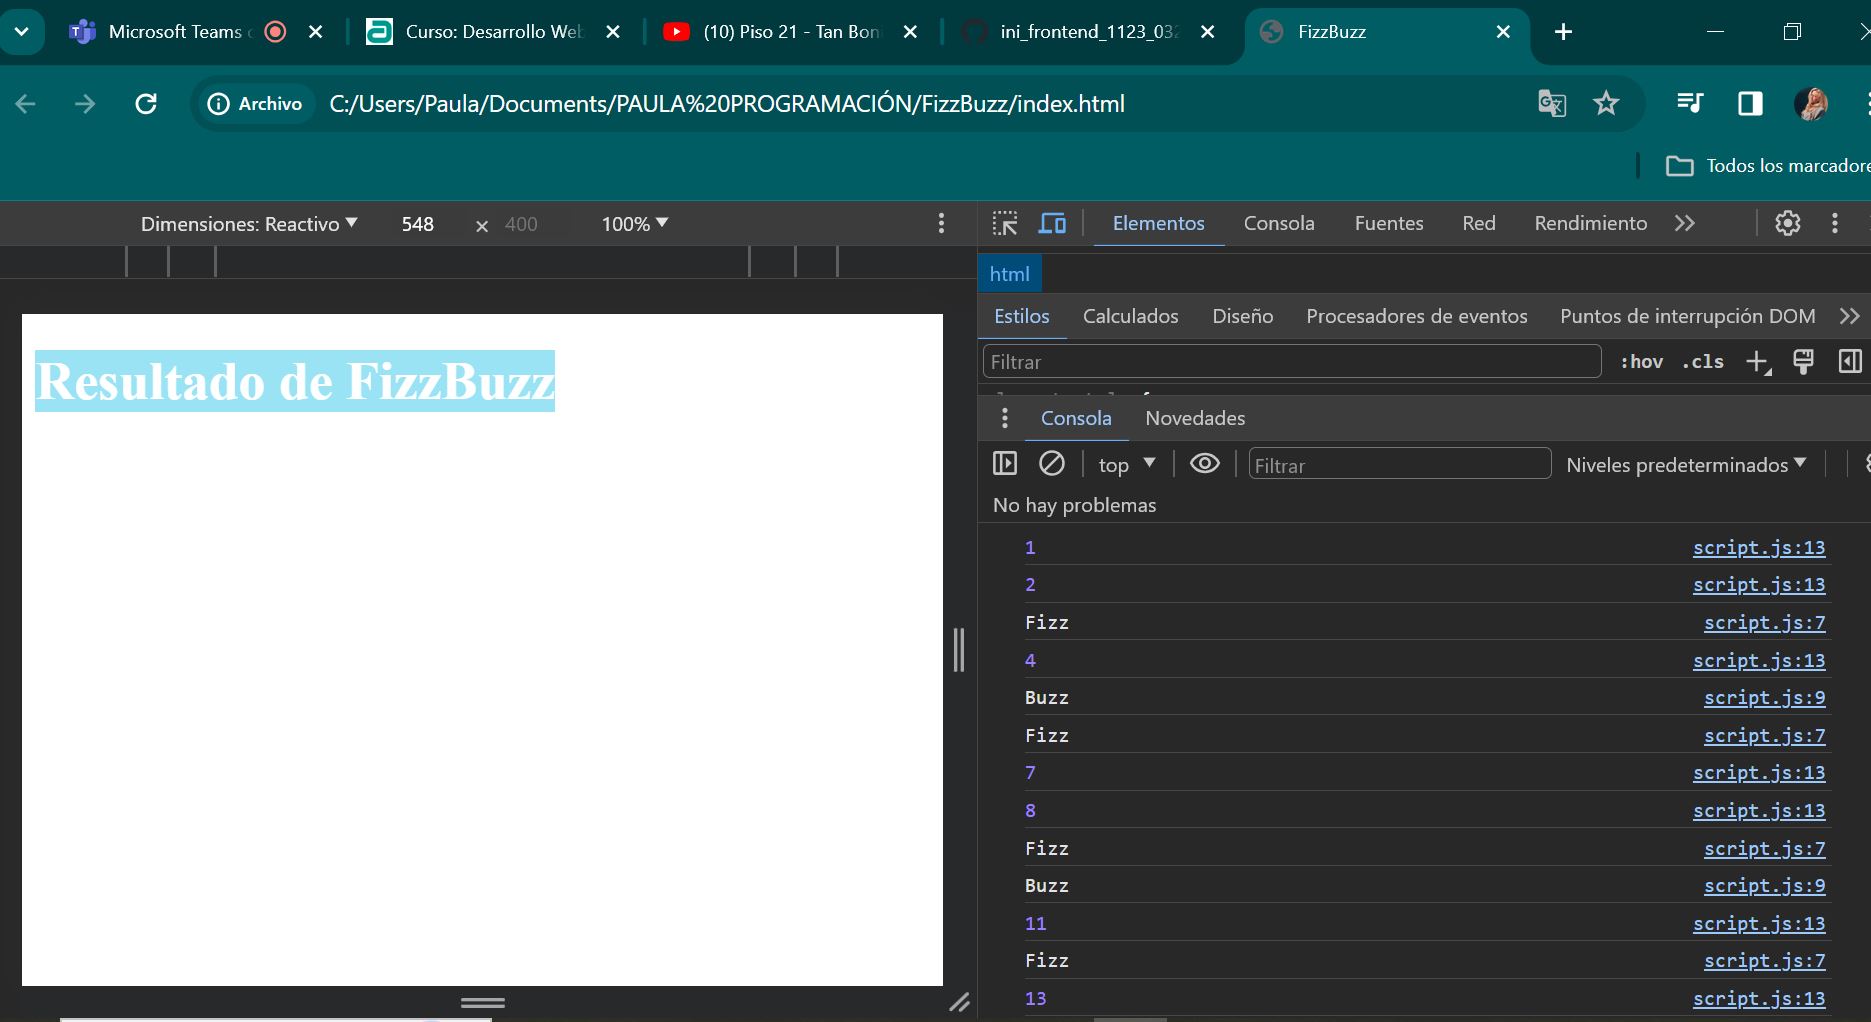 Microsoft Teams
Curso: Desarrollo Web
(10) Piso 21 - Tan Boni
ini_frontend_1123_032
FizzBuzz
Archivo
C:/Users/Paula/Documents/PAULA%20PROGRAMACIÓN/FizzBuzz/index.html
Todos los marcadore
Dimensiones: Reactivo
548
×
400
100%
Elementos
Consola
Fuentes
Red
Rendimiento
html
Estilos
Calculados
Diseño
Procesadores de eventos
Puntos de interrupción DOM
Filtrar
:hov
.cls
Resultado de FizzBuzz
Consola
Novedades
top
Filtrar
Niveles predeterminados
No hay problemas
1 script.js:13
2 script.js:13
Fizz script.js:7
4 script.js:13
Buzz script.js:9
Fizz script.js:7
7 script.js:13
8 script.js:13
Fizz script.js:7
Buzz script.js:9
11 script.js:13
Fizz script.js:7
13 script.js:13